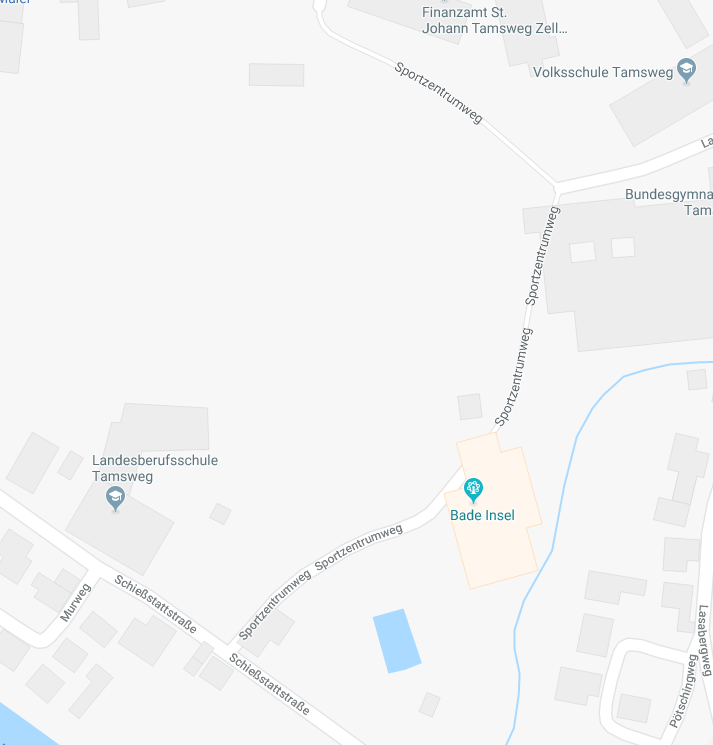 Finanzamt St.
Johann Tamsweg Zell...
Sportzentrumweg
Volksschule Tamsweg
Bundesgymna
Tam
Sportzentrumweg
Sportzentrumweg
Landesberufsschule
Tamsweg
Bade Insel
Sportzentrumweg
Sportzentrumweg
Schießstattstraße
Murweg
Schießstattstraße
Lasabergweg
Pötschingweg